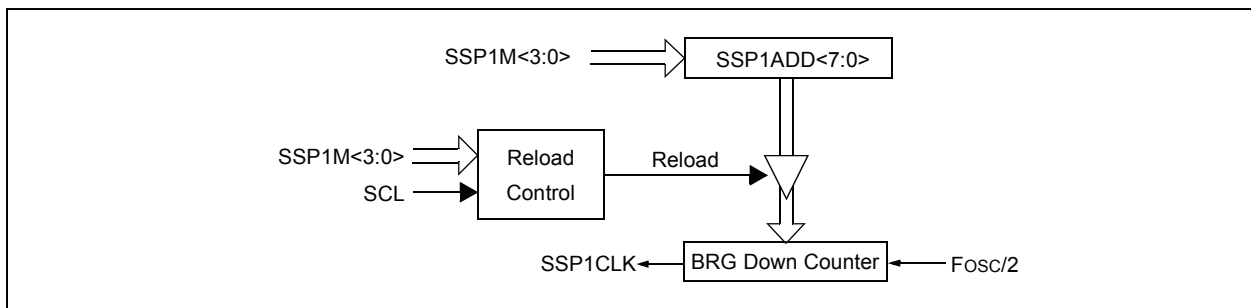 SSP1M<3:0>
SSP1ADD<7:0>
SSP1M<3:0>
SCL
Reload
Control
Reload
SSP1CLK
BRG Down Counter
FOSC/2